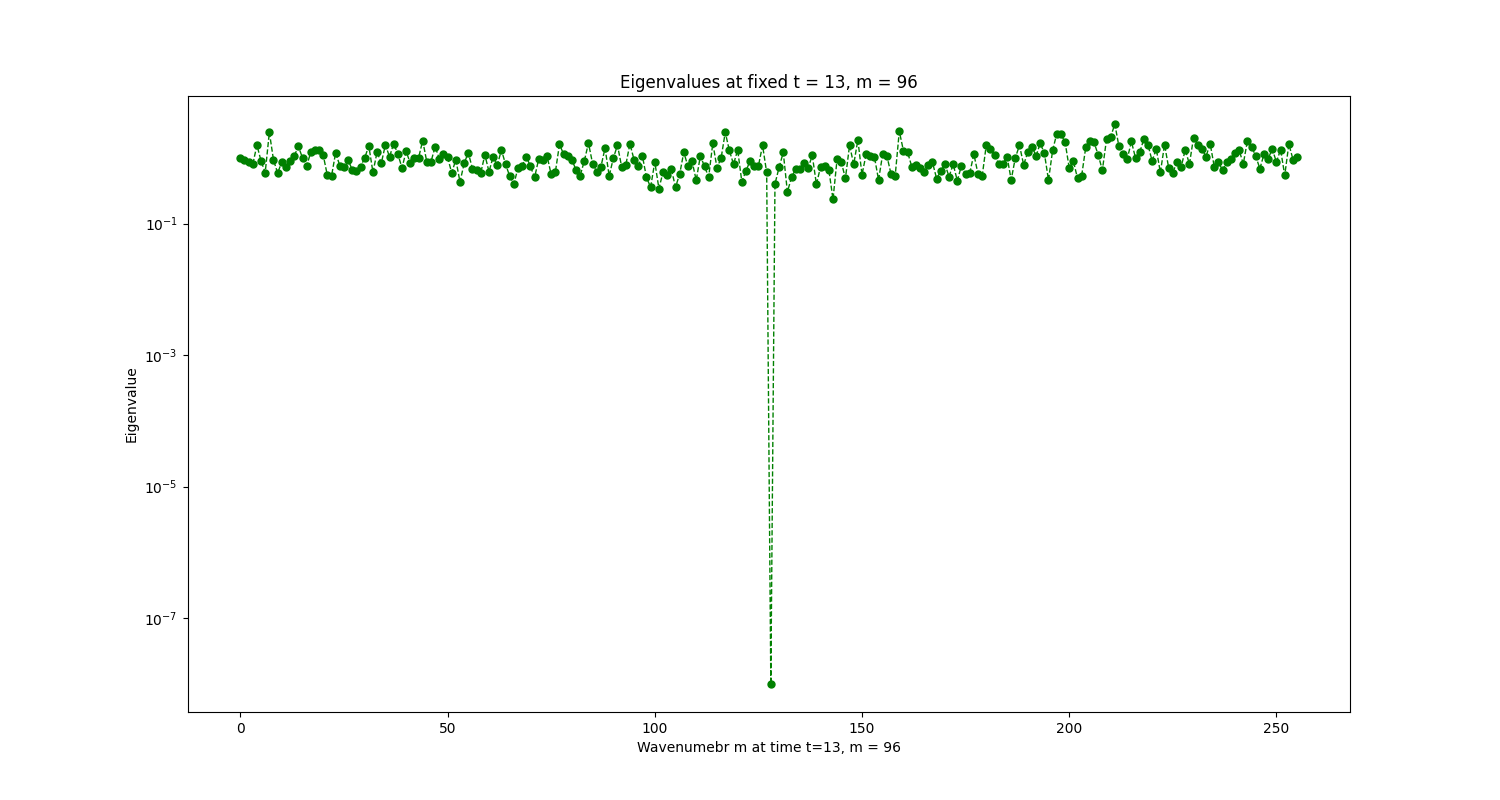 Eigenvalues at fixed t = 13, m = 96
10⁻¹
10⁻³
10⁻⁵
10⁻⁷
Eigenvalue
0 50 100 150 200 250
Wavenumebr m at time t=13, m = 96